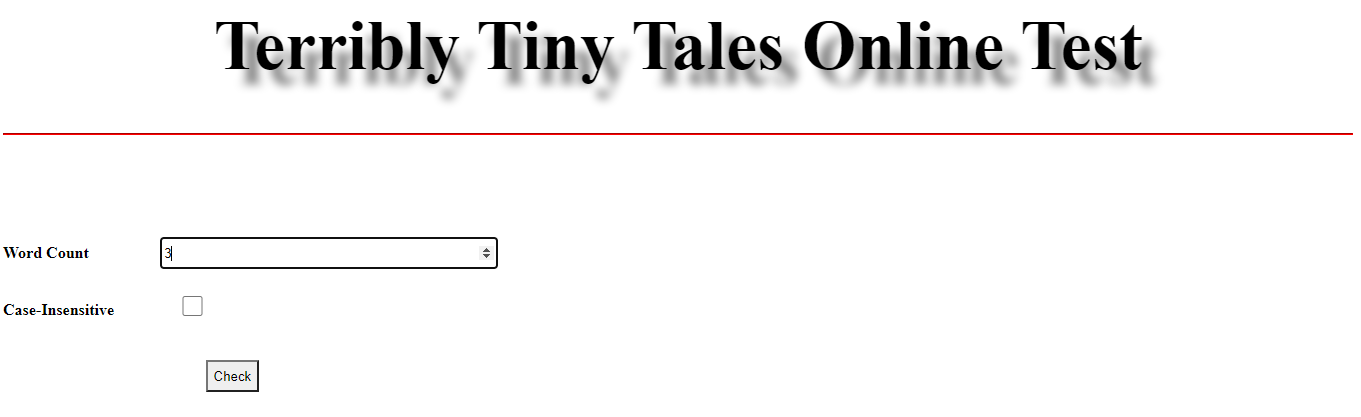 Terribly Tiny Tales Online Test
Word Count 3
Case-Insensitive
Check